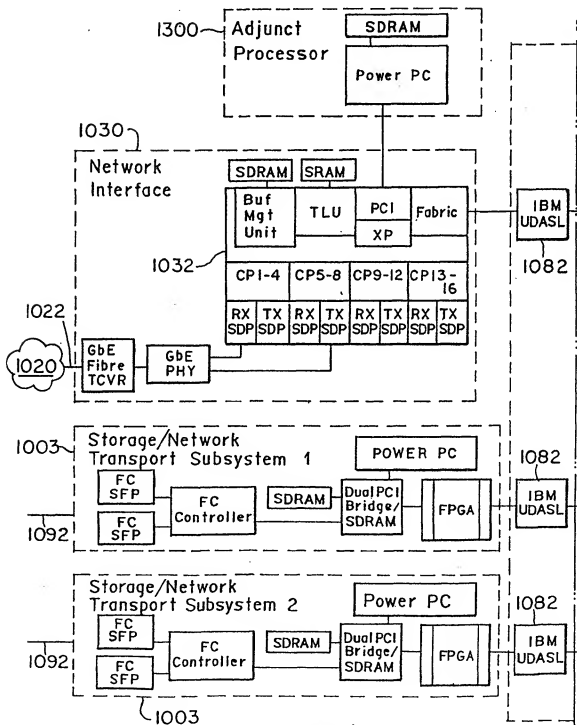 1300
Adjunct
Processor
SDRAM
Power PC
1030
Network
Interface
SDRAM
SRAM
Buf
Mgt
Unit
TLU
PCI
XP
Fabric
1032
CP1-4
CP5-8
CP9-12
CP13-
16
RX
SDP
TX
SDP
RX
SDP
TX
SDP
RX
SDP
TX
SDP
RX
SDP
TX
SDP
IBM
UDASL
1082
1022
1020
GbE
Fibre
TCVR
GbE
PHY
1003
Storage/Network
Transport Subsystem 1
FC
SFP
FC
SFP
1092
FC
Controller
SDRAM
POWER PC
Dual PCI
Bridge/
SDRAM
FPGA
1082
IBM
UDASL
Storage/Network
Transport Subsystem 2
FC
SFP
FC
SFP
1092
FC
Controller
SDRAM
Power PC
Dual PCI
Bridge/
SDRAM
FPGA
1082
IBM
UDASL
1003